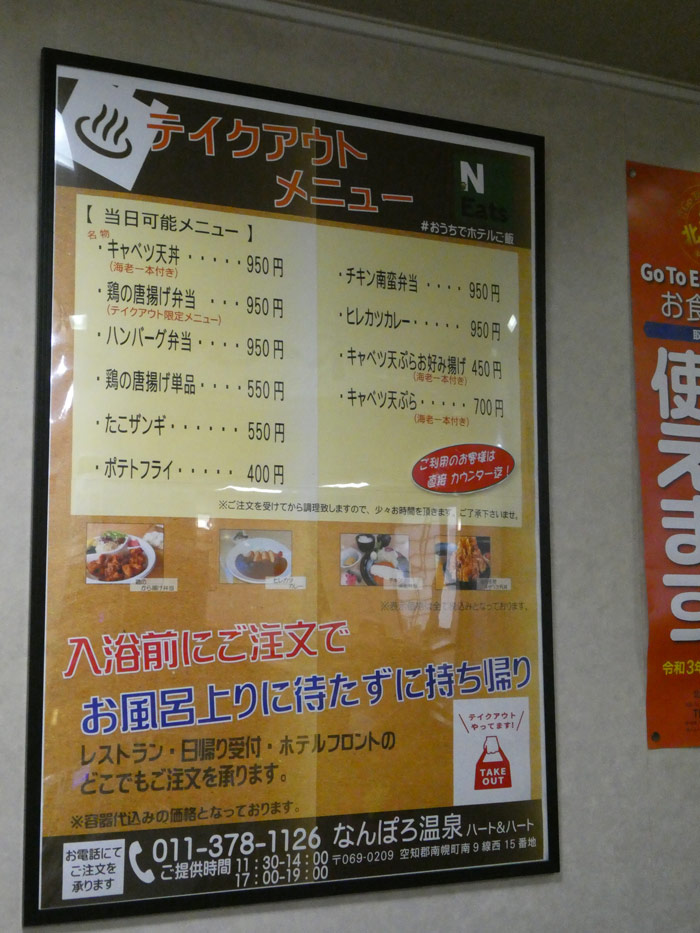 テイクアウト
メニュー
N
Eats
#おうちでホテルご飯
【 当日可能メニュー 】
名物
・キャベツ天丼・・・・・950円
(海老一本付き)
・鶏の唐揚げ弁当 ・・・950円
(テイクアウト限定メニュー)
・ハンバーグ弁当・・・・950円
・鶏の唐揚げ単品・・・・550円
・たこザンギ・・・・・・550円
・ポテトフライ・・・・・400円
・チキン南蛮弁当 ・・・・950円
・ヒレカツカレー・・・・・950円
・キャベツ天ぷらお好み揚げ 450円
(海老一本付き)
・キャベツ天ぷら・・・・・700円
(海老一本付き)
ご利用のお客様は
直接 カウンター迄!
※ご注文を受けてから調理致しますので、少々お時間を頂きます。ご了承下さいませ。
から揚げ弁当
ヒレカツ
カレー
入浴前にご注文で
お風呂上りに待たずに持ち帰り
レストラン・日帰り受付・ホテルフロントの
どこでもご注文を承ります。
テイクアウト
やってます!
TAKE
OUT
※容器代込みの価格となっております。
お電話にて
ご注文を
承ります
011-378-1126 なんぽろ温泉 ハート&ハート
ご提供時間 11:30-14:00
17:00-19:00
〒069-0209 空知郡南幌町南9線西15番地
北
Go To E
お食
使えます
令和3年